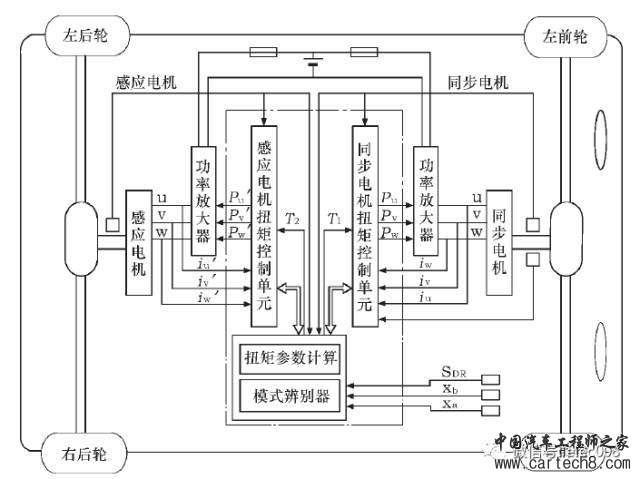 左后轮
左前轮
感应电机
同步电机
感应电机
u
v
w
功率放大器
Pu′
Pv′
Pw′
iu′
iv′
iw′
感应电机扭矩控制单元
T2
T1
同步电机扭矩控制单元
Pu
Pv
Pw
功率放大器
u
v
w
iw
iv
iu
同步电机
扭矩参数计算
模式辨别器
SDR
xb
xa
右后轮
中国汽车工程师之家
www.cartech8.com